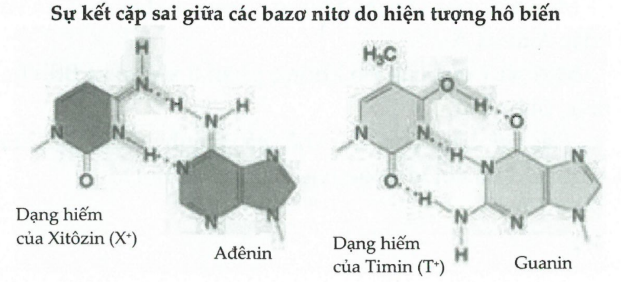 Sự kết cặp sai giữa các bazơ nitơ do hiện tượng hô biến
H
N
H
H
N
N
N
H
N
O
N
N
N
Dạng hiếm
của Xitôzin (X⁺)
Ađênin
H₃C
O
H
O
N
N
H
N
N
O
H
N
N
N
H
Dạng hiếm
của Timin (T⁺)
Guanin